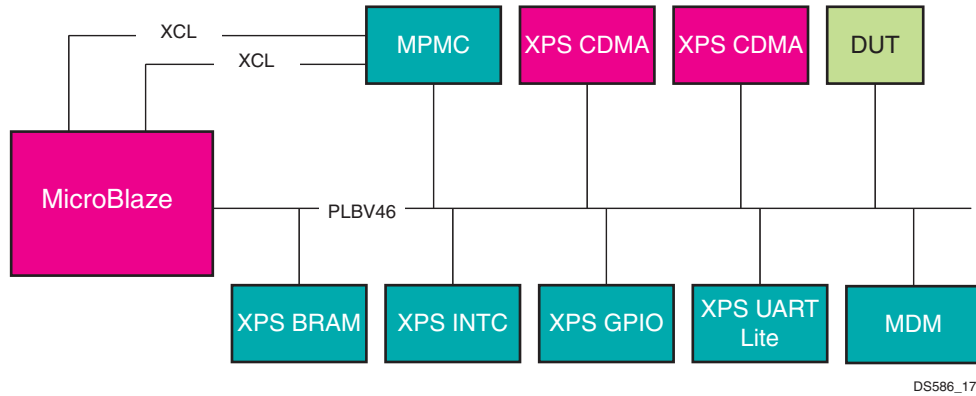 XCL
MPMC
XPS CDMA
XPS CDMA
DUT
XCL
MicroBlaze
PLBV46
XPS BRAM
XPS INTC
XPS GPIO
XPS UART
Lite
MDM
DS586_17